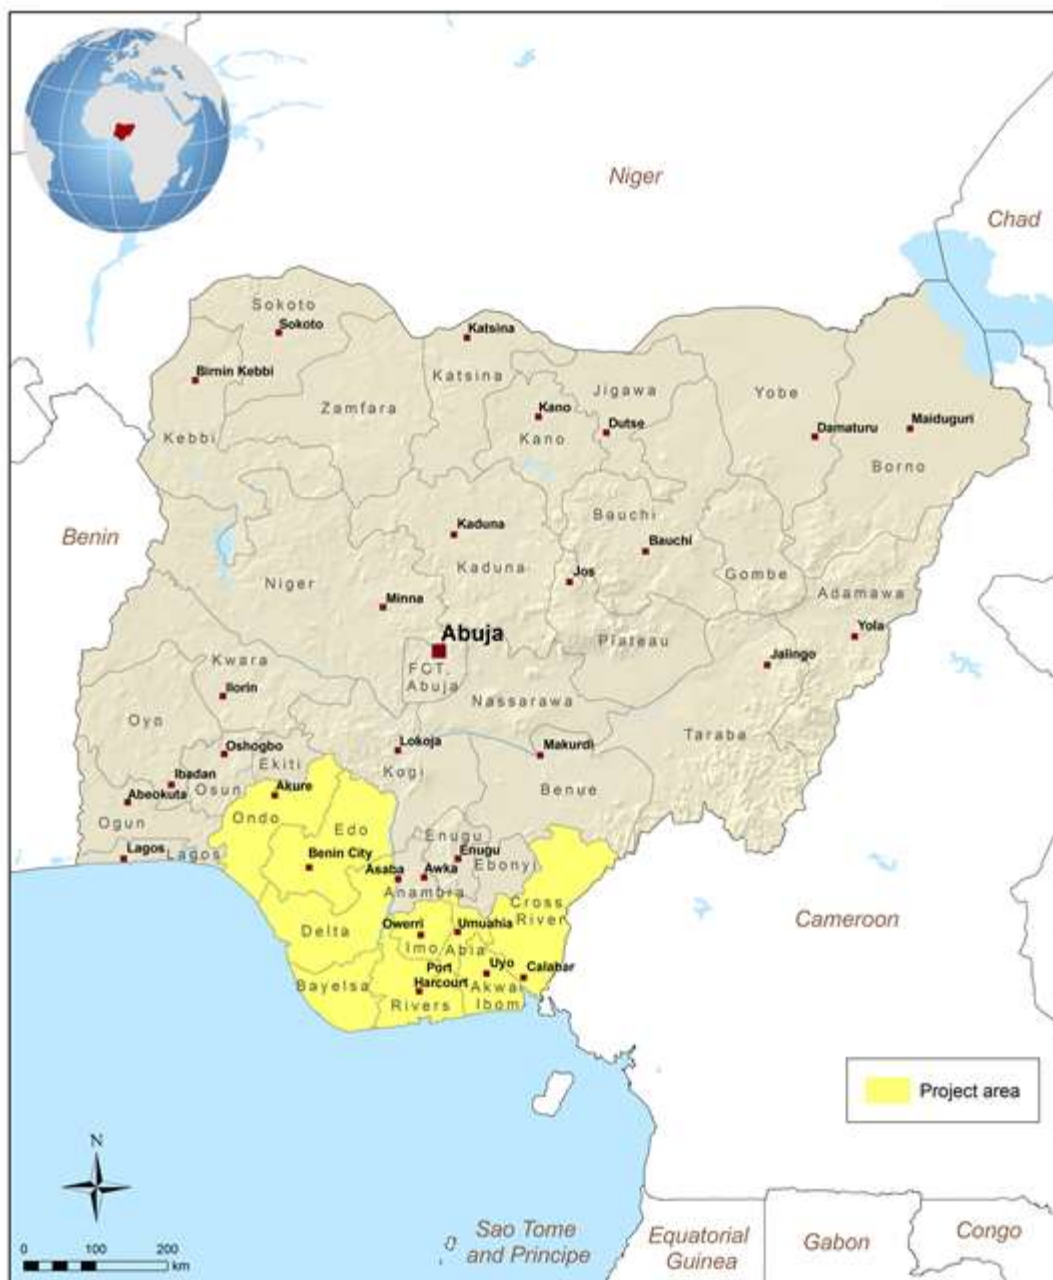 Niger
Chad
Sokoto
Sokoto
Katsina
Birnin Kebbi
Katsina
Jigawa
Yobe
Zamfara
Kano
Maiduguri
Dutse
Damaturu
Kebbi
Kano
Borno
Bauchi
Kaduna
Benin
Bauchi
Kaduna
Jos
Gombe
Niger
Adamawa
Minna
Yola
Abuja
Plateau
Jalingo
Kwara
FCT,
Abuja
Ilorin
Nassarawa
Oyo
Taraba
Lokoja
Makurdi
Oshogbo
Ekiti
Kogi
Ibadan
Osun
Akure
Benue
Abeokuta
Ogun
Ondo
Edo
Enugu
Lagos
Lagos
Benin City
Enugu
Ebonyi
Asaba
Awka
Anambra
Cross
River
Cameroon
Delta
Owerri
Umuahia
Imo
Abia
Port
Harcourt
Uyo
Calabar
Bayelsa
Akwai
Ibom
Rivers
Project area
N
0 100 200
km
Sao Tome
and Principe
Equatorial
Guinea
Gabon
Congo